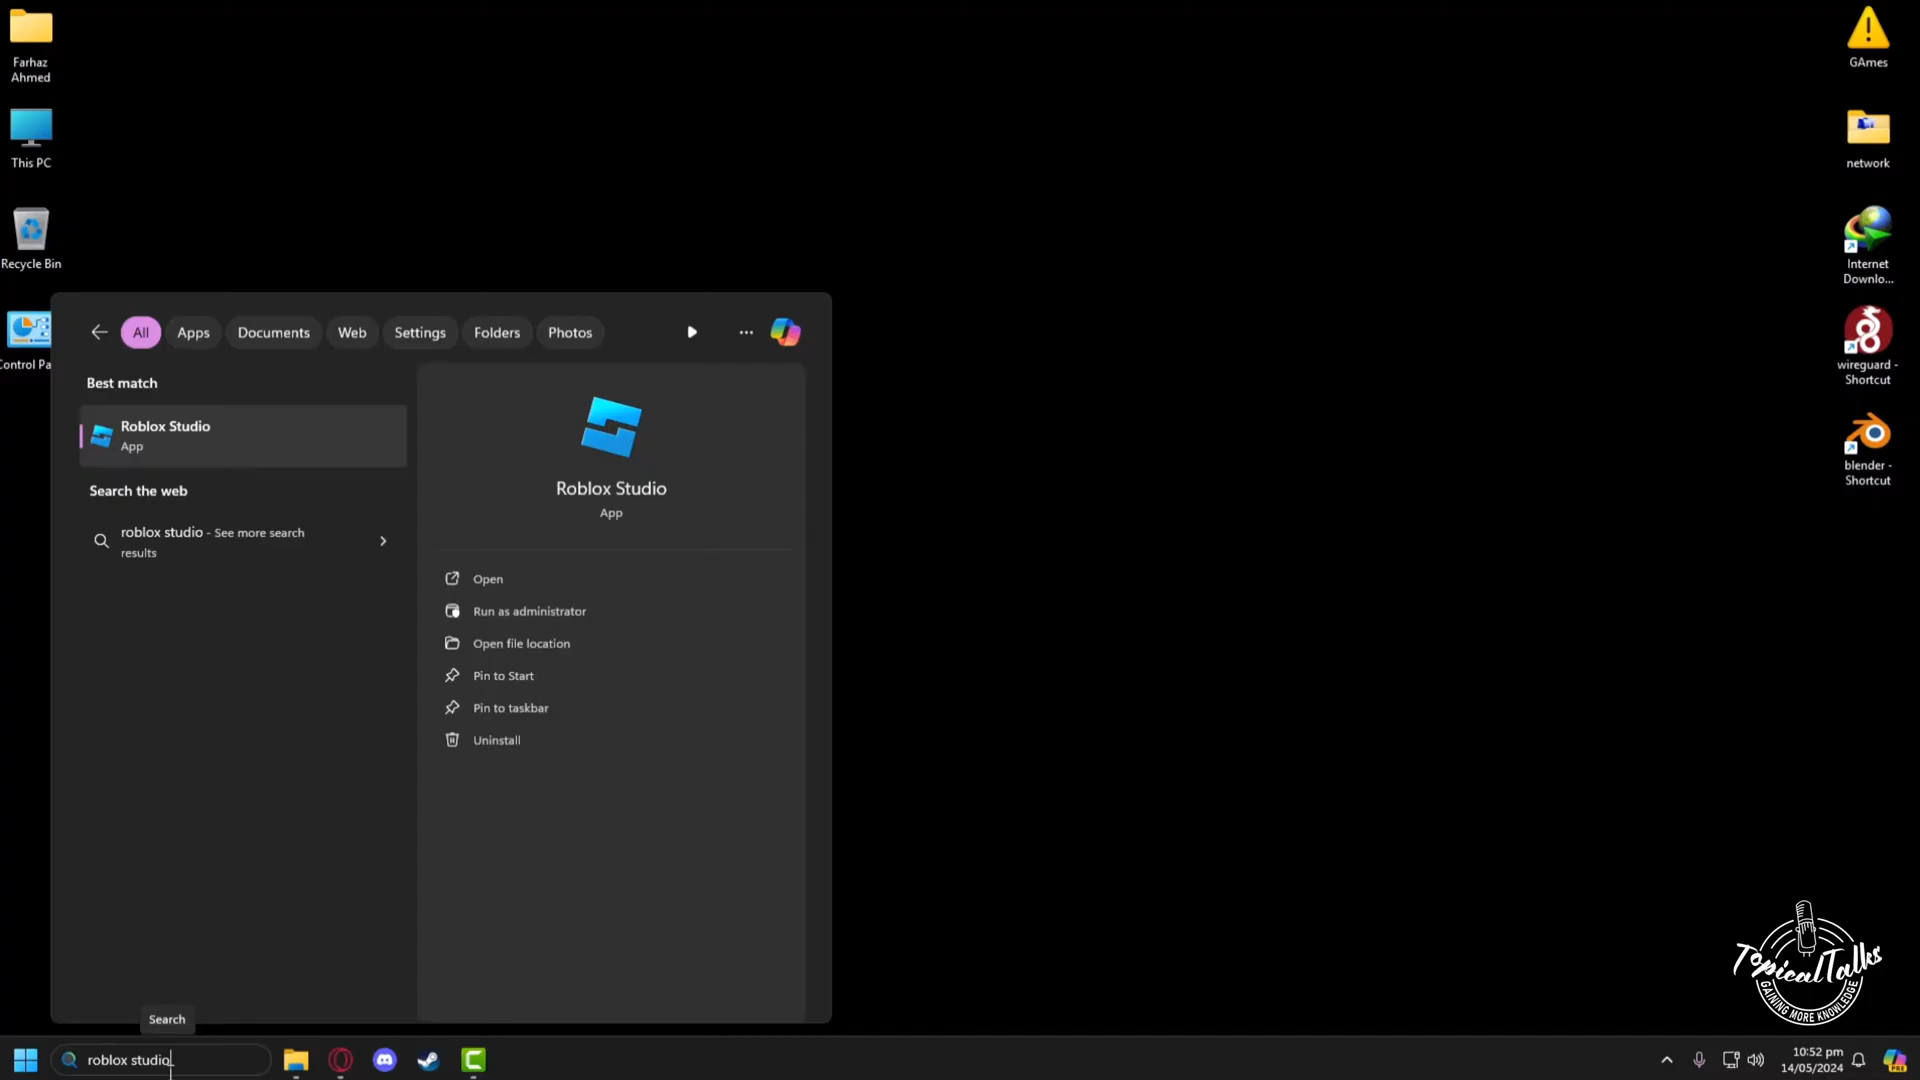 Farhaz
Ahmed
This PC
Recycle Bin
Control Pa
GAmes
network
Internet
Downlo...
wireguard -
Shortcut
blender -
Shortcut
All
Apps
Documents
Web
Settings
Folders
Photos
Best match
Roblox Studio
App
Search the web
roblox studio - See more search
results
Roblox Studio
App
Open
Run as administrator
Open file location
Pin to Start
Pin to taskbar
Uninstall
TopicalTalks
GAINING MORE KNOWLEDGE
Search
roblox studio
10:52 pm
14/05/2024
PRE